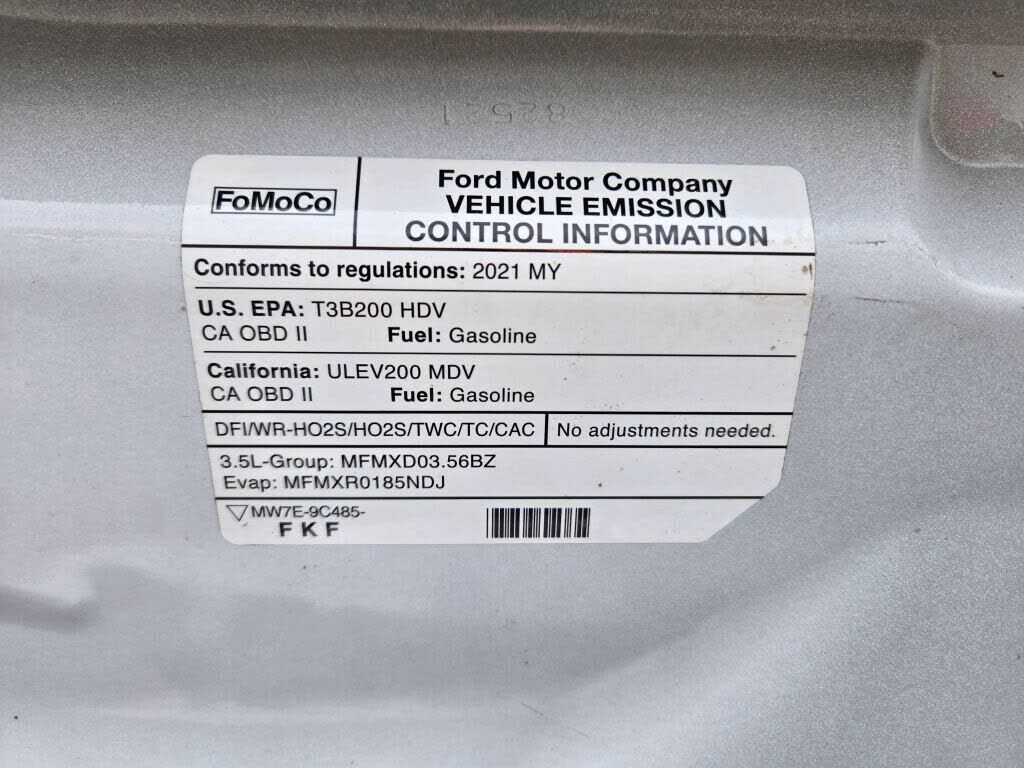 FoMoCo
Ford Motor Company
VEHICLE EMISSION
CONTROL INFORMATION
Conforms to regulations: 2021 MY
U.S. EPA: T3B200 HDV
CA OBD II Fuel: Gasoline
California: ULEV200 MDV
CA OBD II Fuel: Gasoline
DFI/WR-HO2S/HO2S/TWC/TC/CAC No adjustments needed.
3.5L-Group: MFMXD03.56BZ
Evap: MFMXR0185NDJ
MW7E-9C485-
FKF